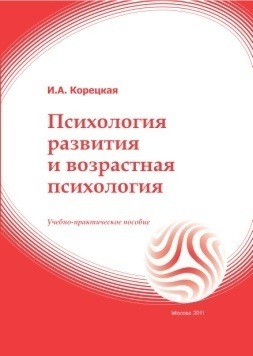 И.А. Корецкая
Психология
развития
и возрастная
психология
Учебно-практическое пособие
Москва 2011